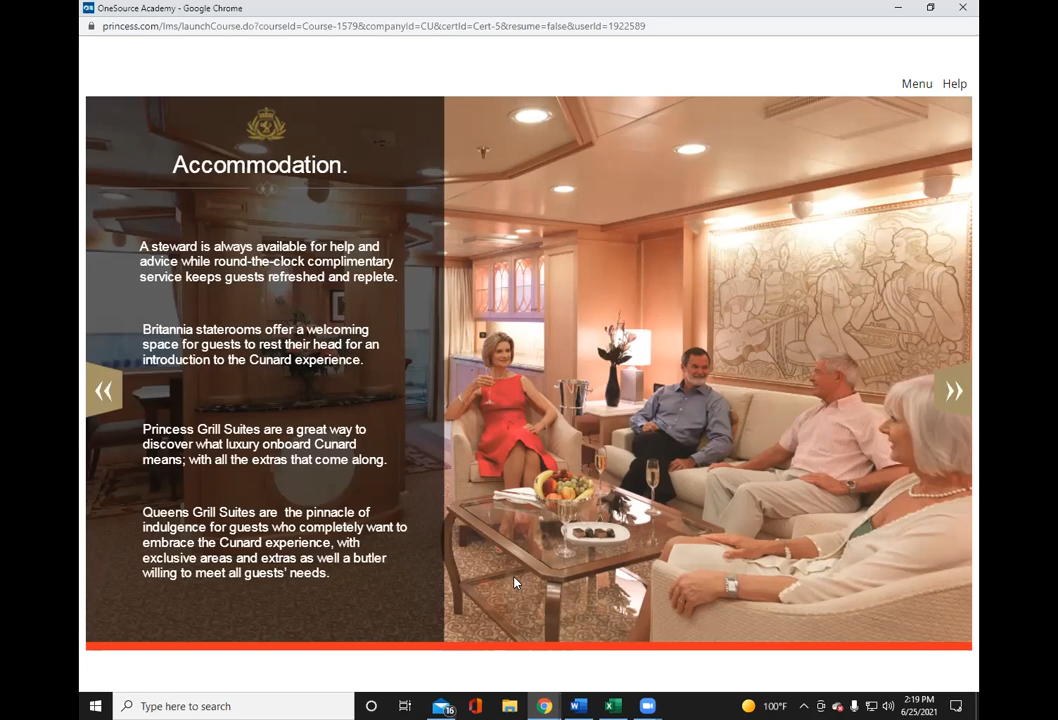 OneSource Academy - Google Chrome
princess.com/lms/launchCourse.do?courseId=Course-1579&companyId=CU&certId=Cert-5&resume=false&userId=1922589
Menu Help
Accommodation.
A steward is always available for help and
advice while round-the-clock complimentary
service keeps guests refreshed and replete.
Britannia staterooms offer a welcoming
space for guests to rest their head for an
introduction to the Cunard experience.
Princess Grill Suites are a great way to
discover what luxury onboard Cunard
means; with all the extras that come along.
Queens Grill Suites are the pinnacle of
indulgence for guests who completely want to
embrace the Cunard experience, with
exclusive areas and extras as well a butler
willing to meet all guests' needs.
Type here to search
16
100°F
2:19 PM
6/25/2021